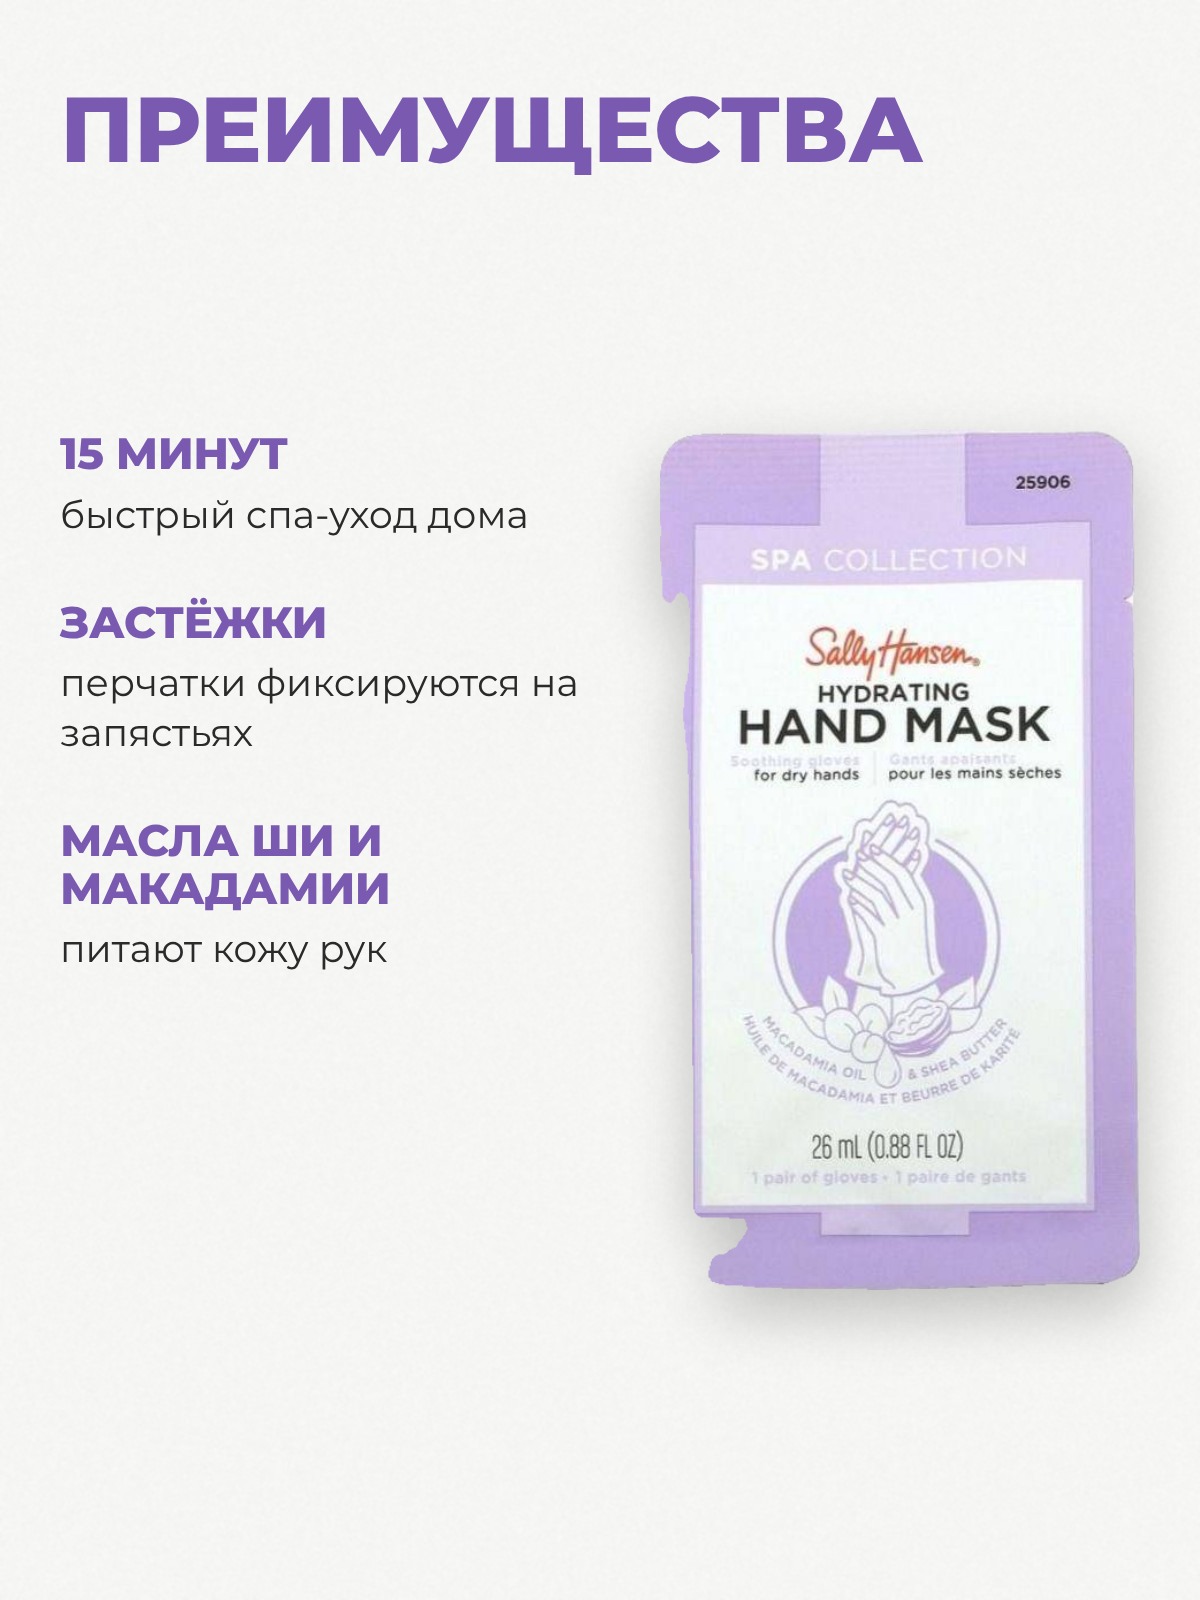 ПРЕИМУЩЕСТВА
15 МИНУТ
быстрый спа-уход дома
ЗАСТЁЖКИ
перчатки фиксируются на
запястьях
МАСЛА ШИ И
МАКАДАМИИ
питают кожу рук
25906
SPA COLLECTION
Sally Hansen®
HYDRATING
HAND MASK
Soothing gloves
for dry hands
Gants apaisants
pour les mains sèches
MACADAMIA OIL & SHEA BUTTER
HUILE DE MACADAMIA ET BEURRE DE KARITÉ
26 mL (0.88 FL OZ)
1 pair of gloves • 1 paire de gants